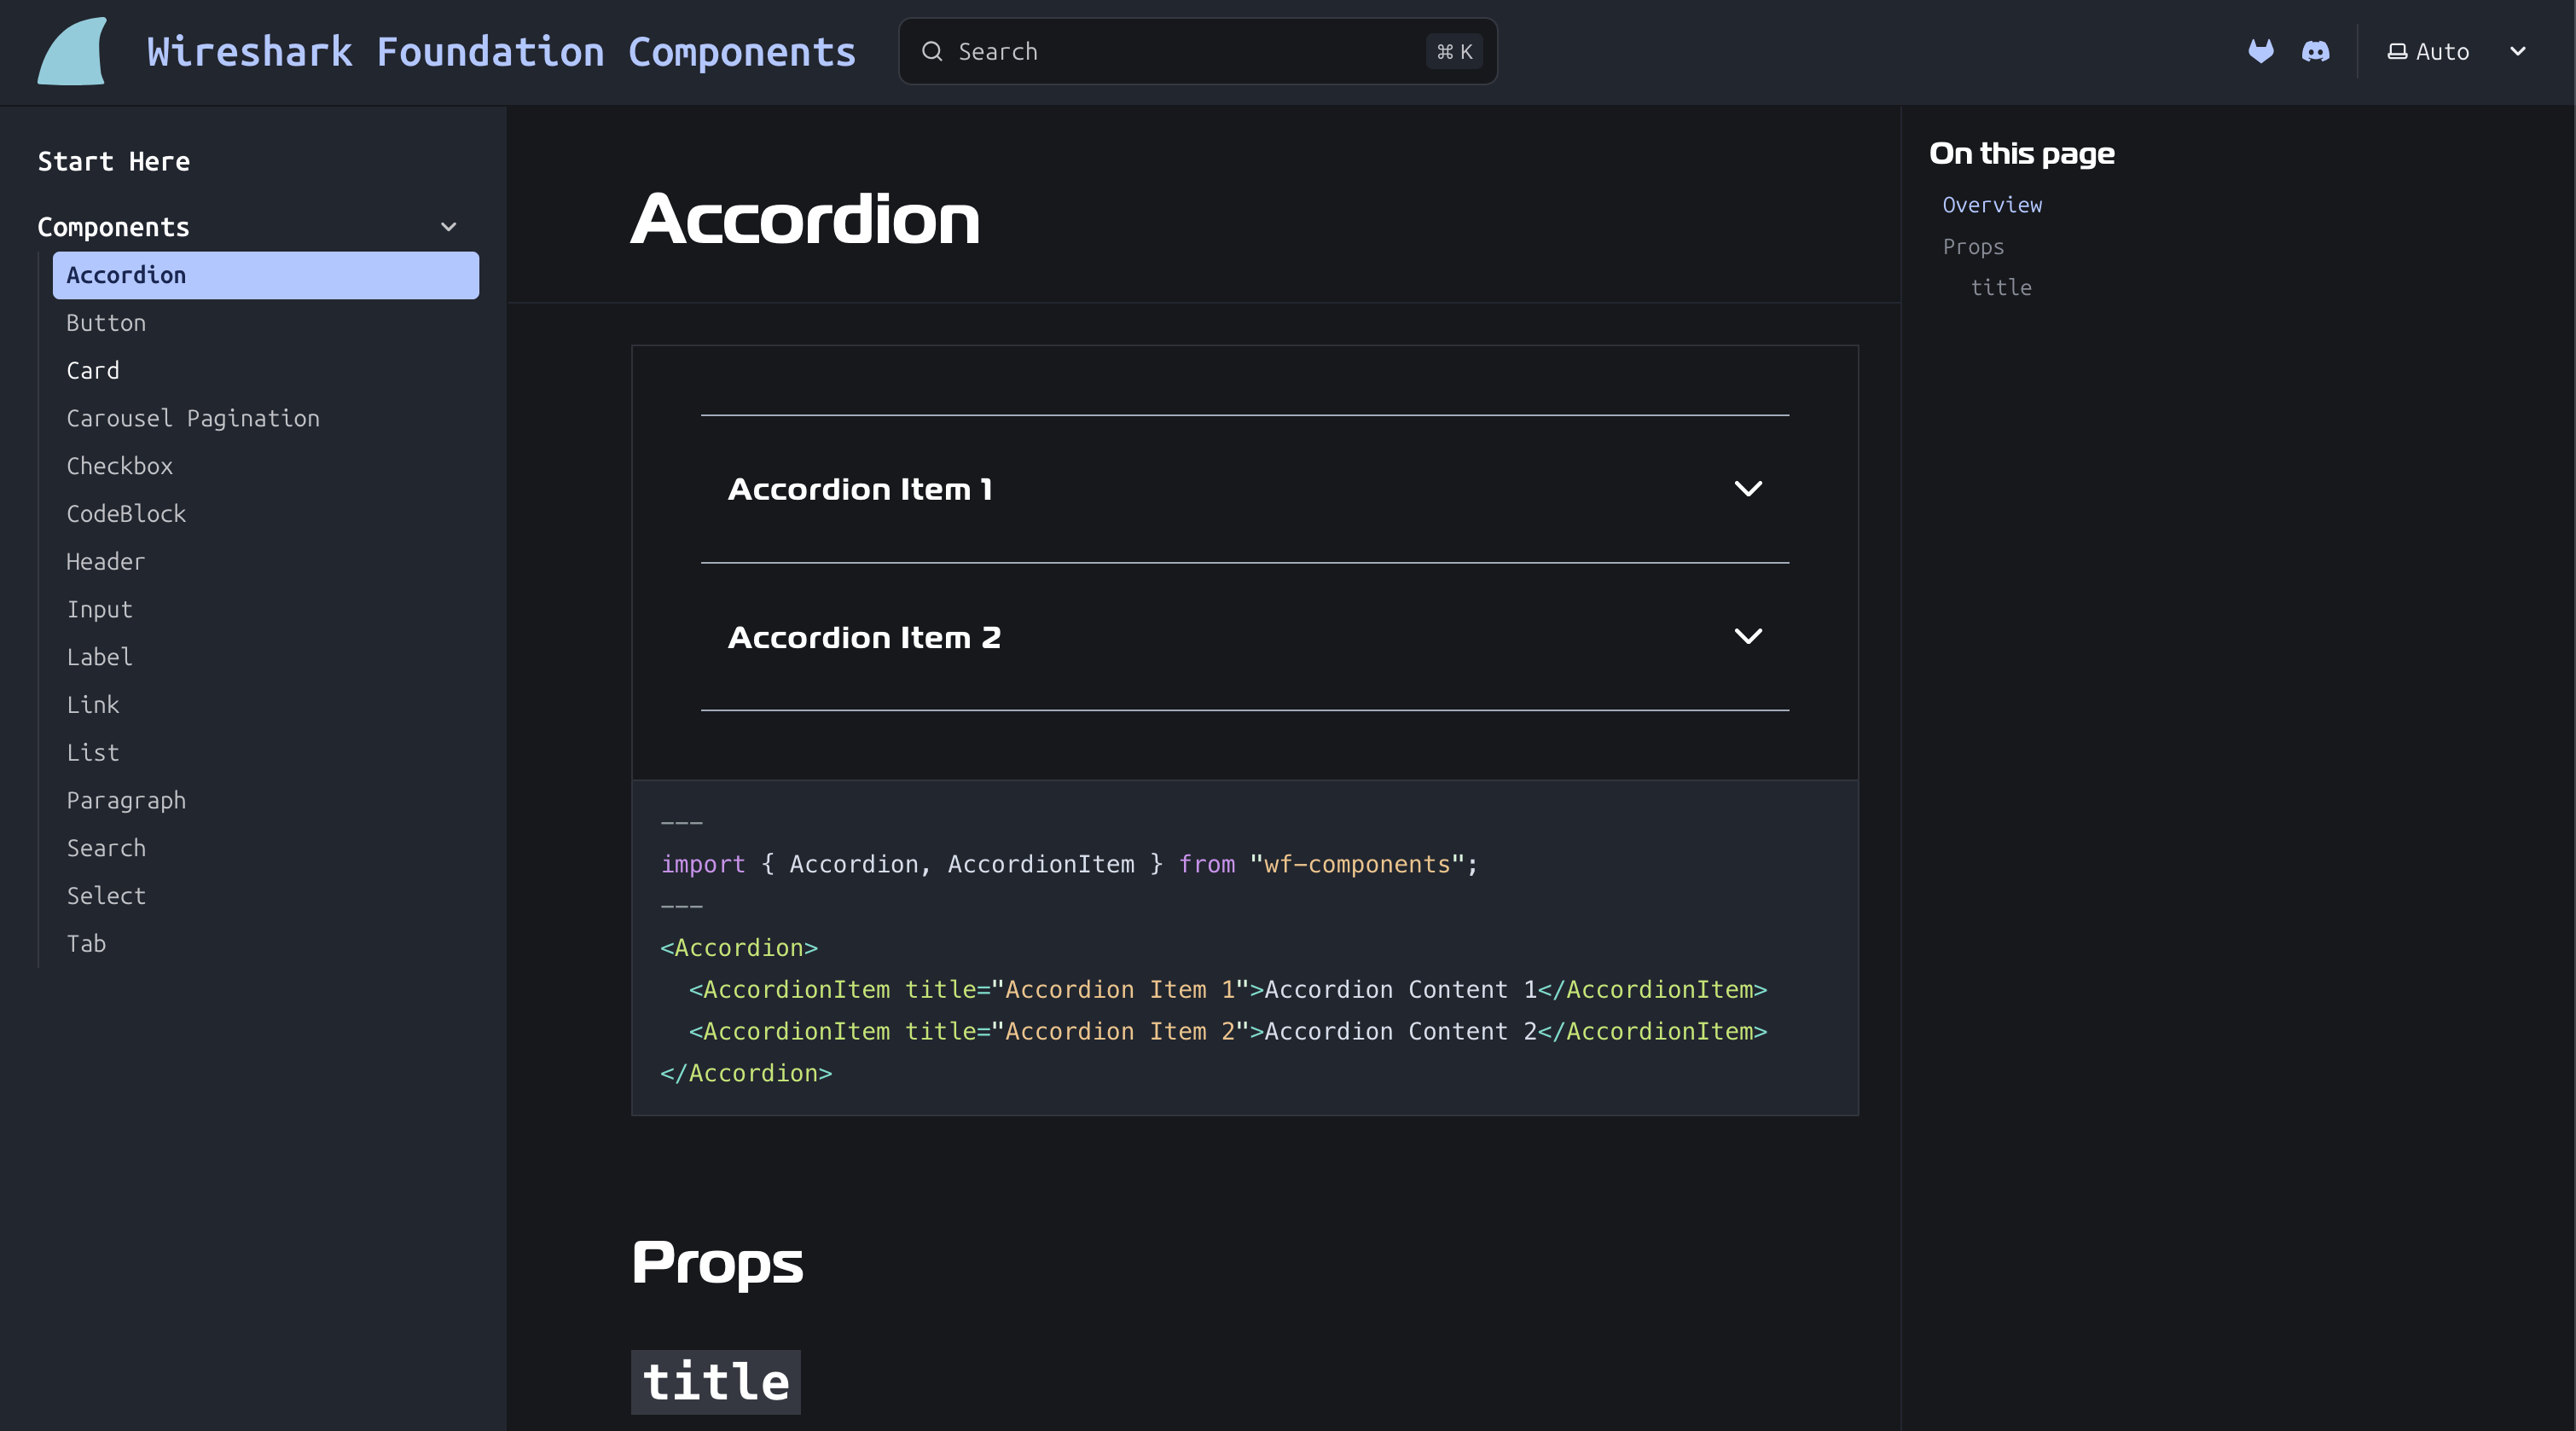 Wireshark Foundation Components
Search
⌘ K
Auto
Start Here
Components
Accordion
Button
Card
Carousel Pagination
Checkbox
CodeBlock
Header
Input
Label
Link
List
Paragraph
Search
Select
Tab
Accordion
Accordion Item 1
Accordion Item 2
---
import { Accordion, AccordionItem } from "wf-components";
---
<Accordion>
  <AccordionItem title="Accordion Item 1">Accordion Content 1</AccordionItem>
  <AccordionItem title="Accordion Item 2">Accordion Content 2</AccordionItem>
</Accordion>
Props
title
On this page
Overview
Props
title